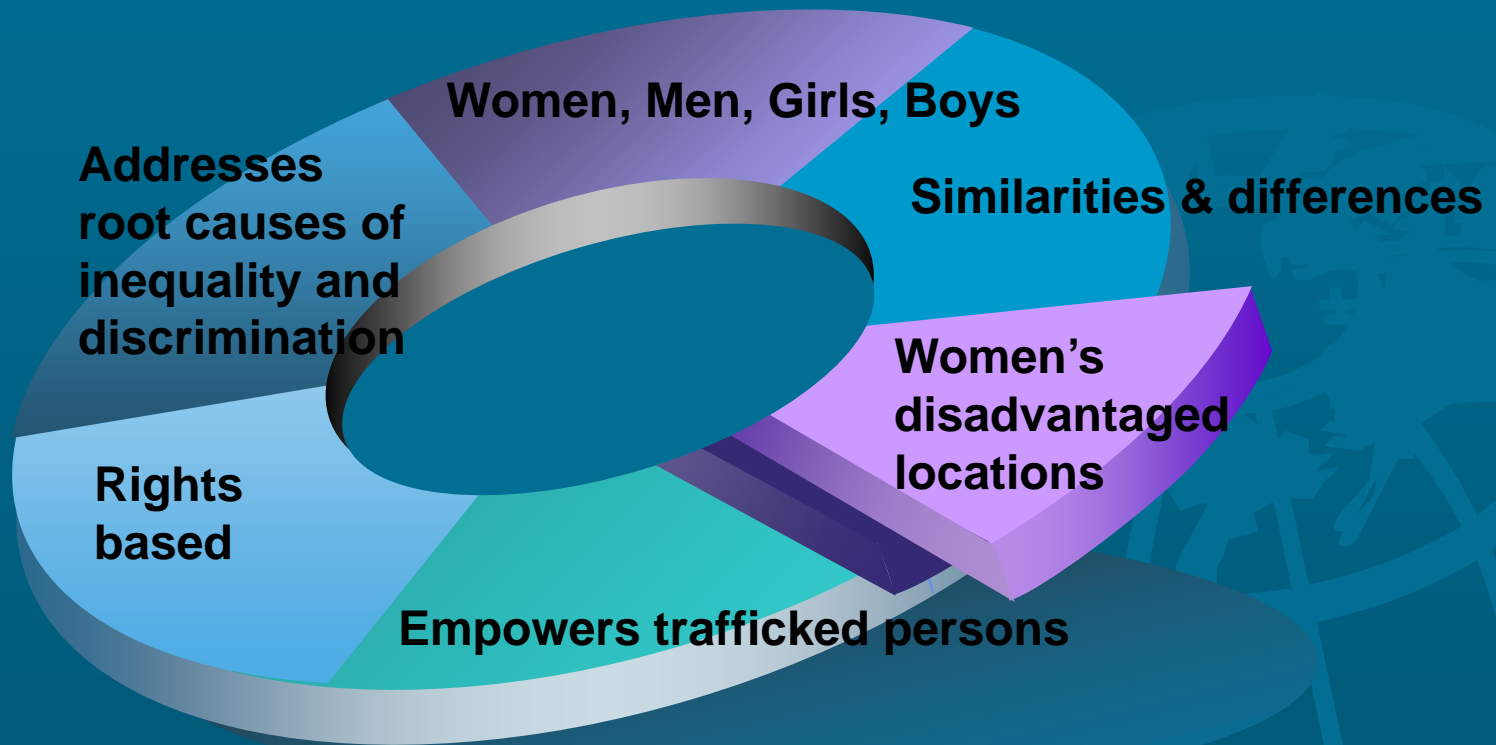 Women, Men, Girls, Boys
Addresses
root causes of
inequality and
discrimination
Similarities & differences
Women’s
disadvantaged
locations
Rights
based
Empowers trafficked persons